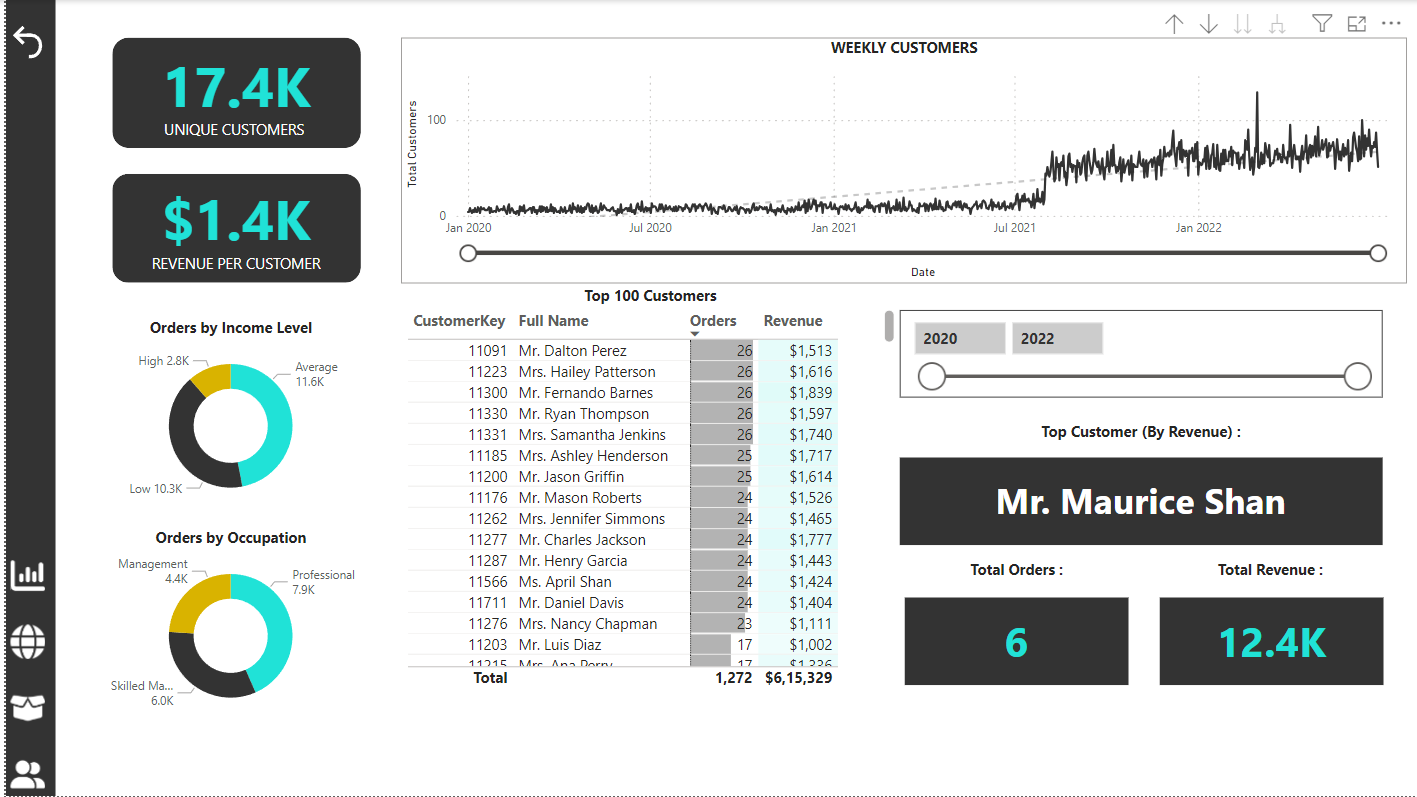 17.4K
UNIQUE CUSTOMERS
$1.4K
REVENUE PER CUSTOMER
WEEKLY CUSTOMERS
Total Customers
100
0
Jan 2020 Jul 2020 Jan 2021 Jul 2021 Jan 2022
Date
Orders by Income Level
High 2.8K
Average
11.6K
Low 10.3K
Orders by Occupation
Management
4.4K
Professional
7.9K
Skilled Ma...
6.0K
Top 100 Customers
CustomerKey Full Name Orders Revenue
11091 Mr. Dalton Perez 26 $1,513
11223 Mrs. Hailey Patterson 26 $1,616
11300 Mr. Fernando Barnes 26 $1,839
11330 Mr. Ryan Thompson 26 $1,597
11331 Mrs. Samantha Jenkins 26 $1,740
11185 Mrs. Ashley Henderson 25 $1,717
11200 Mr. Jason Griffin 25 $1,614
11176 Mr. Mason Roberts 24 $1,526
11262 Mrs. Jennifer Simmons 24 $1,465
11277 Mr. Charles Jackson 24 $1,777
11287 Mr. Henry Garcia 24 $1,443
11566 Ms. April Shan 24 $1,424
11711 Mr. Daniel Davis 24 $1,404
11276 Mrs. Nancy Chapman 23 $1,111
11203 Mr. Luis Diaz 17 $1,002
11215 Mrs. Ana Perry 17 $1,336
Total 1,272 $6,15,329
2020 2022
Top Customer (By Revenue) :
Mr. Maurice Shan
Total Orders :
6
Total Revenue :
12.4K